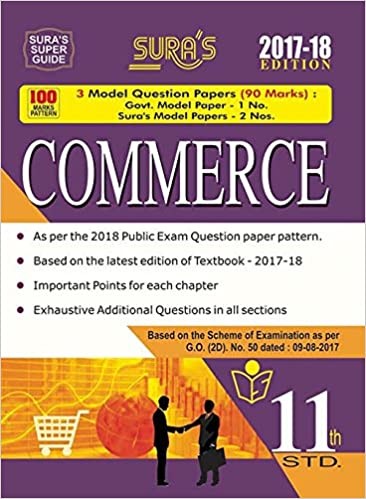 SURA'S
SUPER
GUIDE
SURA'S
2017-18
EDITION
100
MARKS
PATTERN
3 Model Question Papers (90 Marks) :
Govt. Model Paper - 1 No.
Sura's Model Papers - 2 Nos.
COMMERCE
• As per the 2018 Public Exam Question paper pattern.
• Based on the latest edition of Textbook - 2017-18
• Important Points for each chapter
• Exhaustive Additional Questions in all sections
Based on the Scheme of Examination as per
G.O. (2D). No. 50 dated : 09-08-2017
11th
STD.